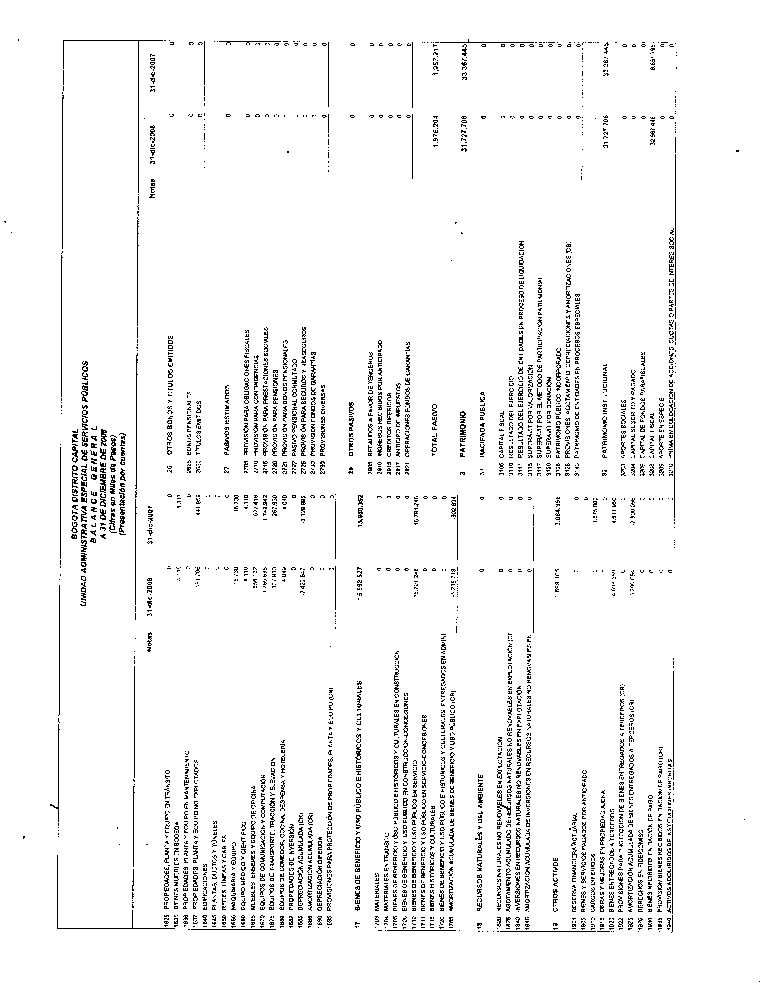 BOGOTA DISTRITO CAPITAL
UNIDAD ADMINISTRATIVA ESPECIAL DE SERVICIOS PÚBLICOS
B A L A N C E   G E N E R A L
A 31 DE DICIEMBRE DE 2008
(Cifras en Miles de Pesos)
(Presentación por cuentas)
Notas 31-dic-2008 31-dic-2007
1625 PROPIEDADES, PLANTA Y EQUIPO EN TRÁNSITO 0 0
1635 BIENES MUEBLES EN BODEGA 4 119 8.317
1636 PROPIEDADES, PLANTA Y EQUIPO EN MANTENIMIENTO 0 0
1637 PROPIEDADES, PLANTA Y EQUIPO NO EXPLOTADOS 491 206 441 959
1640 EDIFICACIONES 0 0
1645 PLANTAS, DUCTOS Y TÚNELES 0 0
1650 REDES, LÍNEAS Y CABLES 0 0
1655 MAQUINARIA Y EQUIPO 16 730 16.730
1660 EQUIPO MÉDICO Y CIENTÍFICO 4.110 4.110
1665 MUEBLES, ENSERES Y EQUIPO DE OFICINA 556.132 522.418
1670 EQUIPOS DE COMUNICACIÓN Y COMPUTACIÓN 1.765.698 1.749.942
1675 EQUIPOS DE TRANSPORTE, TRACCIÓN Y ELEVACIÓN 337 930 267.930
1680 EQUIPOS DE COMEDOR, COCINA, DESPENSA Y HOTELERÍA 4.049 4.049
1682 PROPIEDADES DE INVERSIÓN 0 0
1685 DEPRECIACIÓN ACUMULADA (CR) -2.422 647 -2.129.995
1686 AMORTIZACIÓN ACUMULADA (CR) 0 0
1690 DEPRECIACIÓN DIFERIDA 0 0
1695 PROVISIONES PARA PROTECCIÓN DE PROPIEDADES, PLANTA Y EQUIPO (CR) 0 0
17 BIENES DE BENEFICIO Y USO PÚBLICO E HISTÓRICOS Y CULTURALES 15.552.527 15.888.352
1703 MATERIALES 0 0
1704 MATERIALES EN TRÁNSITO 0 0
1705 BIENES DE BENEFICIO Y USO PÚBLICO E HISTÓRICOS Y CULTURALES EN CONSTRUCCIÓN 0 0
1706 BIENES DE BENEFICIO Y USO PÚBLICO EN CONSTRUCCIÓN-CONCESIONES 0 0
1710 BIENES DE BENEFICIO Y USO PÚBLICO EN SERVICIO 16.791.246 16.791.246
1711 BIENES DE BENEFICIO Y USO PÚBLICO EN SERVICIO-CONCESIONES 0 0
1715 BIENES HISTÓRICOS Y CULTURALES 0 0
1720 BIENES DE BENEFICIO Y USO PÚBLICO E HISTÓRICOS Y CULTURALES ENTREGADOS EN ADMINIS 0 0
1785 AMORTIZACIÓN ACUMULADA DE BIENES DE BENEFICIO Y USO PÚBLICO (CR) -1.238.719 -902.894
18 RECURSOS NATURALES Y DEL AMBIENTE 0 0
1820 RECURSOS NATURALES NO RENOVABLES EN EXPLOTACIÓN 0 0
1825 AGOTAMIENTO ACUMULADO DE RECURSOS NATURALES NO RENOVABLES EN EXPLOTACIÓN (CR 0 0
1840 INVERSIONES EN RECURSOS NATURALES NO RENOVABLES EN EXPLOTACIÓN 0 0
1845 AMORTIZACIÓN ACUMULADA DE INVERSIONES EN RECURSOS NATURALES NO RENOVABLES EN 0 0
19 OTROS ACTIVOS 1.698.165 3.684.356
1901 RESERVA FINANCIERA ACTUARIAL 0 0
1905 BIENES Y SERVICIOS PAGADOS POR ANTICIPADO 0 0
1910 CARGOS DIFERIDOS 0 1.575.000
1915 OBRAS Y MEJORAS EN PROPIEDAD AJENA 0 0
1920 BIENES ENTREGADOS A TERCEROS 4 608 559 4.611.950
1922 PROVISIONES PARA PROTECCIÓN DE BIENES ENTREGADOS A TERCEROS (CR) 0 0
1925 AMORTIZACIÓN ACUMULADA DE BIENES ENTREGADOS A TERCEROS (CR) -3 200 684 -2.800 056
1926 DERECHOS EN FIDEICOMISO 0 0
1930 BIENES RECIBIDOS EN DACIÓN DE PAGO 0 0
1935 PROVISIÓN BIENES RECIBIDOS EN DACIÓN DE PAGO (CR) 0 0
1940 ACTIVOS ADQUIRIDOS DE INSTITUCIONES INSCRITAS 0 0
Notas 31-dic-2008 31-dic-2007
26 OTROS BONOS Y TÍTULOS EMITIDOS 0 0
2625 BONOS PENSIONALES 0 0
2630 TÍTULOS EMITIDOS 0 0
27 PASIVOS ESTIMADOS 0 0
2705 PROVISIÓN PARA OBLIGACIONES FISCALES 0 0
2710 PROVISIÓN PARA CONTINGENCIAS 0 0
2715 PROVISIÓN PARA PRESTACIONES SOCIALES 0 0
2720 PROVISIÓN PARA PENSIONES 0 0
2721 PROVISIÓN PARA BONOS PENSIONALES 0 0
2722 PASIVO PENSIONAL CONMUTADO 0 0
2725 PROVISIÓN PARA SEGUROS Y REASEGUROS 0 0
2730 PROVISIÓN FONDOS DE GARANTÍAS 0 0
2790 PROVISIONES DIVERSAS 0 0
29 OTROS PASIVOS 0 0
2905 RECAUDOS A FAVOR DE TERCEROS 0 0
2910 INGRESOS RECIBIDOS POR ANTICIPADO 0 0
2915 CRÉDITOS DIFERIDOS 0 0
2917 ANTICIPO DE IMPUESTOS 0 0
2921 OPERACIONES FONDOS DE GARANTÍAS 0 0
TOTAL PASIVO 1.976.204 .957.217
3 PATRIMONIO 31.727.706 33.367.445
31 HACIENDA PÚBLICA 0 0
3105 CAPITAL FISCAL 0 0
3110 RESULTADO DEL EJERCICIO 0 0
3111 RESULTADO DEL EJERCICIO DE ENTIDADES EN PROCESO DE LIQUIDACIÓN 0 0
3115 SUPERÁVIT POR VALORIZACIÓN 0 0
3117 SUPERÁVIT POR EL MÉTODO DE PARTICIPACIÓN PATRIMONIAL 0 0
3120 SUPERÁVIT POR DONACIÓN 0 0
3125 PATRIMONIO PÚBLICO INCORPORADO 0 0
3128 PROVISIONES, AGOTAMIENTO, DEPRECIACIONES Y AMORTIZACIONES (DB) 0 0
3140 PATRIMONIO DE ENTIDADES EN PROCESOS ESPECIALES 0 0
32 PATRIMONIO INSTITUCIONAL 31.727.706 33.367.445
3203 APORTES SOCIALES 0 0
3204 CAPITAL SUSCRITO Y PAGADO 0 0
3206 CAPITAL DE FONDOS PARAFISCALES 0 0
3208 CAPITAL FISCAL 32.567 446 6.651.795
3209 APORTE EN ESPECIE 0 0
3210 PRIMA EN COLOCACIÓN DE ACCIONES, CUOTAS O PARTES DE INTERÉS SOCIAL 0 0